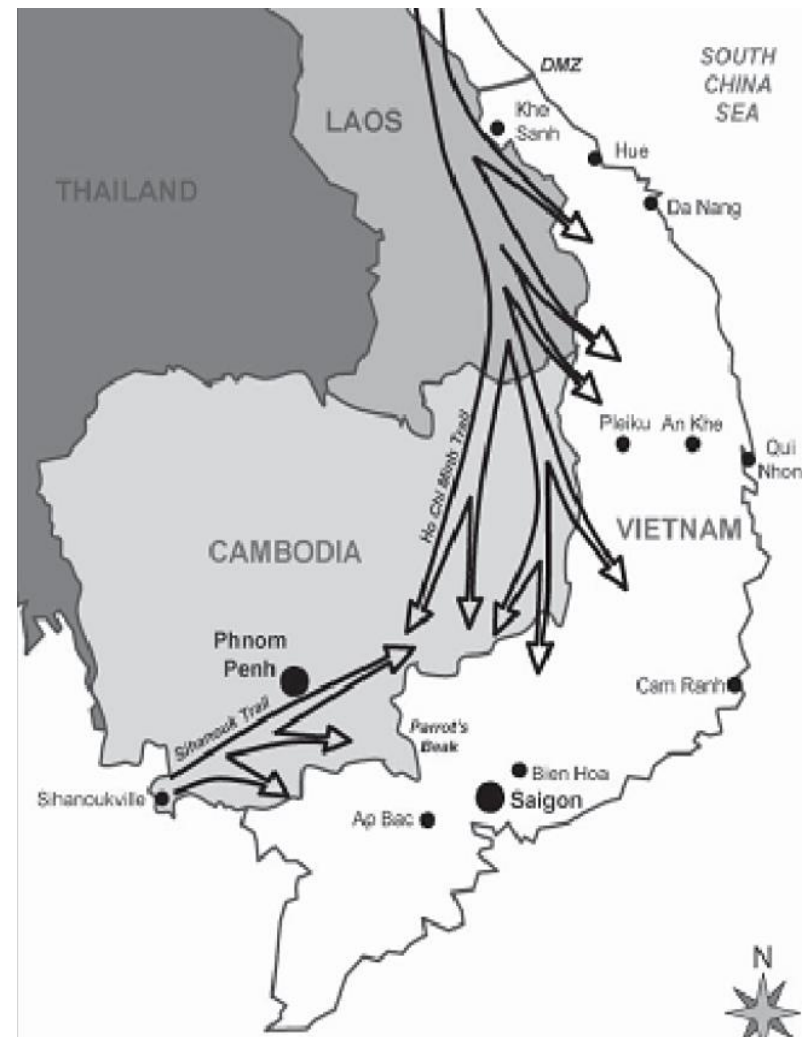 SOUTH
CHINA
SEA
DMZ
LAOS
Khe
Sanh
Hue
THAILAND
Da Nang
Ho Chi Minh Trail
Pleiku
An Khe
Qui
Nhon
VIETNAM
CAMBODIA
Phnom
Penh
Cam Ranh
Sihanouk Trail
Parrot's
Beak
Bien Hoa
Sihanoukville
Saigon
Ap Bac
N